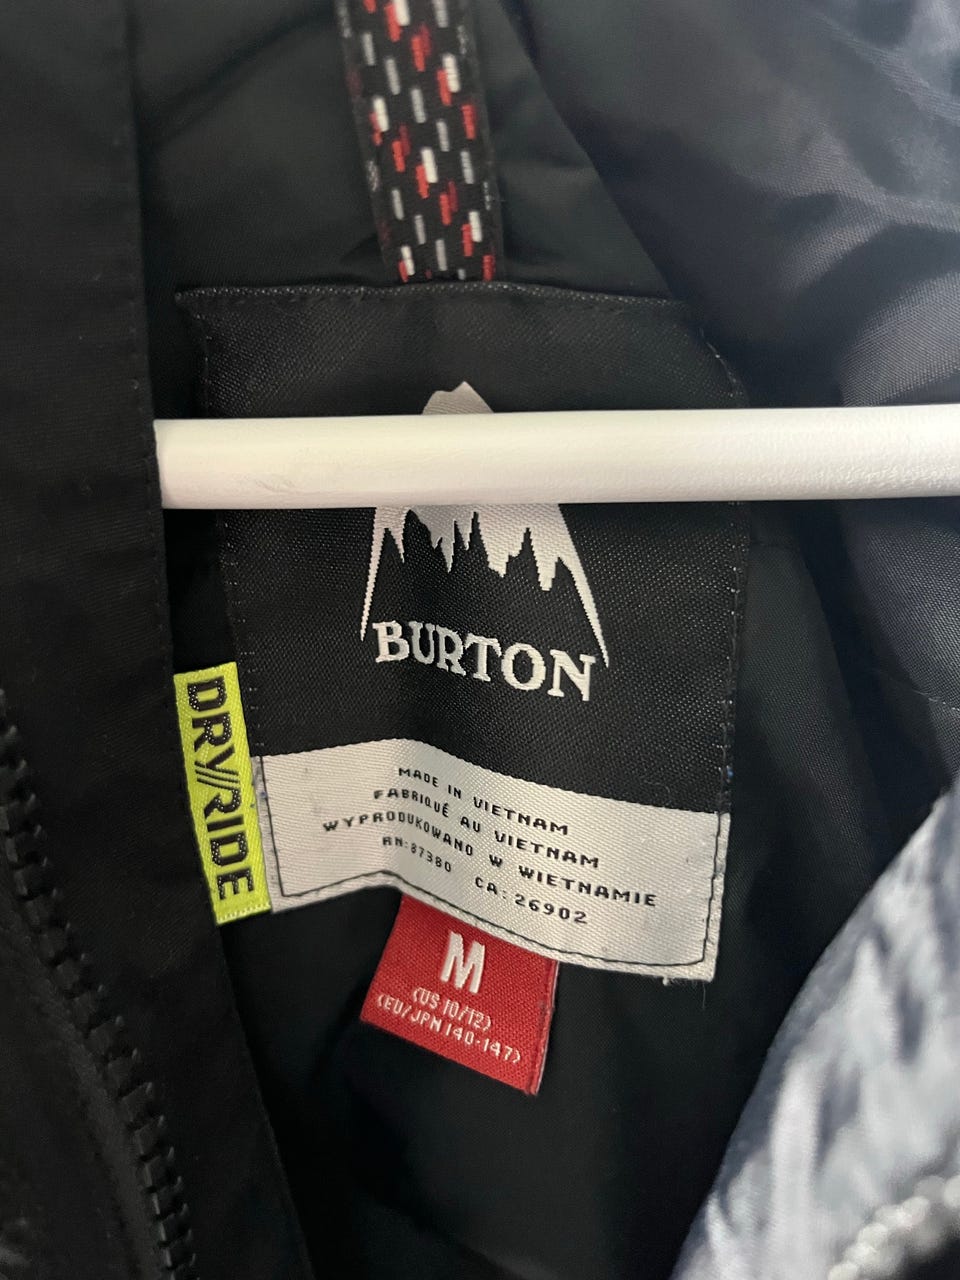 BURTON
DRY//RIDE
MADE IN VIETNAM
FABRIQUÉ AU VIETNAM
WYPRODUKOWANO W WIETNAMIE
RN:87380 CA:26902
M
(US 10/12)
(EU/JPN 140-147)